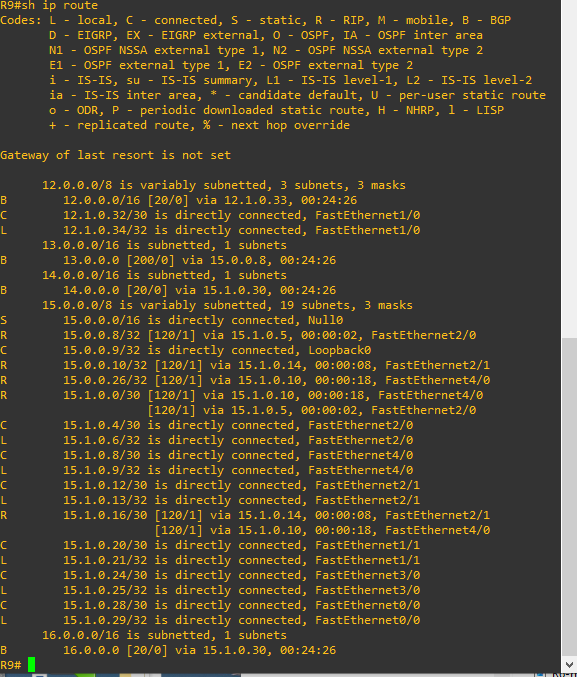 R9#sh ip route
Codes: L - local, C - connected, S - static, R - RIP, M - mobile, B - BGP
       D - EIGRP, EX - EIGRP external, O - OSPF, IA - OSPF inter area
       N1 - OSPF NSSA external type 1, N2 - OSPF NSSA external type 2
       E1 - OSPF external type 1, E2 - OSPF external type 2
       i - IS-IS, su - IS-IS summary, L1 - IS-IS level-1, L2 - IS-IS level-2
       ia - IS-IS inter area, * - candidate default, U - per-user static route
       o - ODR, P - periodic downloaded static route, H - NHRP, l - LISP
       + - replicated route, % - next hop override
Gateway of last resort is not set
      12.0.0.0/8 is variably subnetted, 3 subnets, 3 masks
B        12.0.0.0/16 [20/0] via 12.1.0.33, 00:24:26
C        12.1.0.32/30 is directly connected, FastEthernet1/0
L        12.1.0.34/32 is directly connected, FastEthernet1/0
      13.0.0.0/16 is subnetted, 1 subnets
B        13.0.0.0 [200/0] via 15.0.0.8, 00:24:26
      14.0.0.0/16 is subnetted, 1 subnets
B        14.0.0.0 [20/0] via 15.1.0.30, 00:24:26
      15.0.0.0/8 is variably subnetted, 19 subnets, 3 masks
S        15.0.0.0/16 is directly connected, Null0
R        15.0.0.8/32 [120/1] via 15.1.0.5, 00:00:02, FastEthernet2/0
C        15.0.0.9/32 is directly connected, Loopback0
R        15.0.0.10/32 [120/1] via 15.1.0.14, 00:00:08, FastEthernet2/1
R        15.0.0.26/32 [120/1] via 15.1.0.10, 00:00:18, FastEthernet4/0
R        15.1.0.0/30 [120/1] via 15.1.0.10, 00:00:18, FastEthernet4/0
                     [120/1] via 15.1.0.5, 00:00:02, FastEthernet2/0
C        15.1.0.4/30 is directly connected, FastEthernet2/0
L        15.1.0.6/32 is directly connected, FastEthernet2/0
C        15.1.0.8/30 is directly connected, FastEthernet4/0
L        15.1.0.9/32 is directly connected, FastEthernet4/0
C        15.1.0.12/30 is directly connected, FastEthernet2/1
L        15.1.0.13/32 is directly connected, FastEthernet2/1
R        15.1.0.16/30 [120/1] via 15.1.0.14, 00:00:08, FastEthernet2/1
                      [120/1] via 15.1.0.10, 00:00:18, FastEthernet4/0
C        15.1.0.20/30 is directly connected, FastEthernet1/1
L        15.1.0.21/32 is directly connected, FastEthernet1/1
C        15.1.0.24/30 is directly connected, FastEthernet3/0
L        15.1.0.25/32 is directly connected, FastEthernet3/0
C        15.1.0.28/30 is directly connected, FastEthernet0/0
L        15.1.0.29/32 is directly connected, FastEthernet0/0
      16.0.0.0/16 is subnetted, 1 subnets
B        16.0.0.0 [20/0] via 15.1.0.30, 00:24:26
R9#